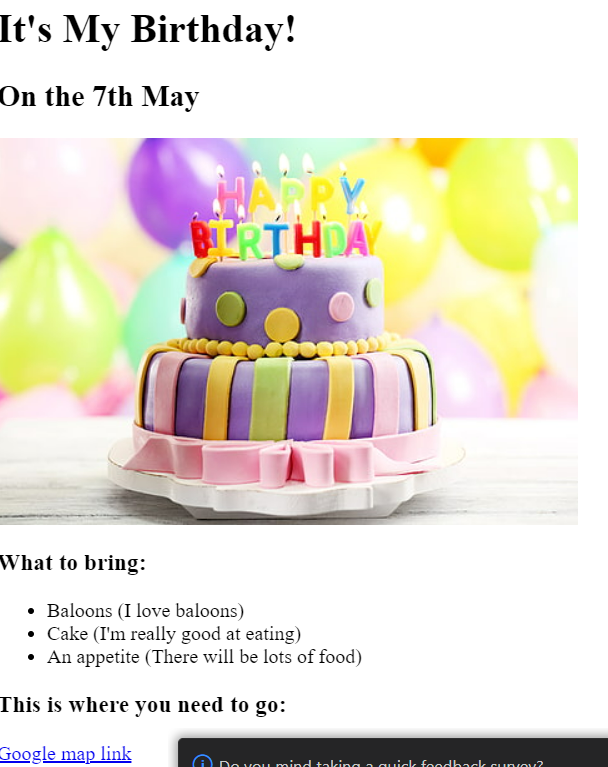 It's My Birthday!
On the 7th May
HAPPY
BIRTHDAY
What to bring:
Baloons (I love baloons)
Cake (I'm really good at eating)
An appetite (There will be lots of food)
This is where you need to go:
Google map link
Do you mind taking a quick feedback survey?